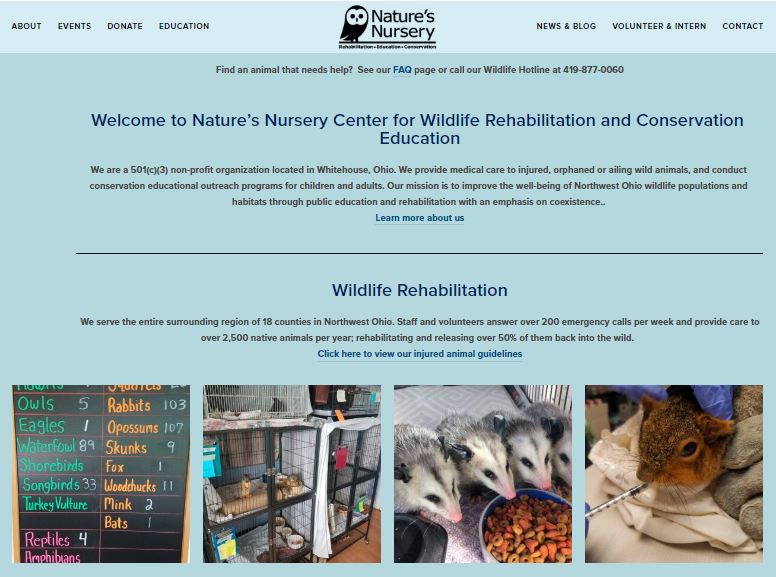 ABOUT EVENTS DONATE EDUCATION
Nature's
Nursery
Rehabilitation • Education • Conservation
NEWS & BLOG VOLUNTEER & INTERN CONTACT
Find an animal that needs help? See our FAQ page or call our Wildlife Hotline at 419-877-0060
Welcome to Nature's Nursery Center for Wildlife Rehabilitation and Conservation
Education
We are a 501(c)(3) non-profit organization located in Whitehouse, Ohio. We provide medical care to injured, orphaned or ailing wild animals, and conduct
conservation educational outreach programs for children and adults. Our mission is to improve the well-being of Northwest Ohio wildlife populations and
habitats through public education and rehabilitation with an emphasis on coexistence..
Learn more about us
Wildlife Rehabilitation
We serve the entire surrounding region of 18 counties in Northwest Ohio. Staff and volunteers answer over 200 emergency calls per week and provide care to
over 2,500 native animals per year; rehabilitating and releasing over 50% of them back into the wild.
Click here to view our injured animal guidelines
Hawks Squirrels
Owls 5 Rabbits 103
Eagles 1 Opossums 107
Waterfowl 89 Skunks 9
Shorebirds Fox 1
Songbirds 33 Woodchucks 11
Turkey Vulture Mink 2
Bats 1
Reptiles 4
Amphibians